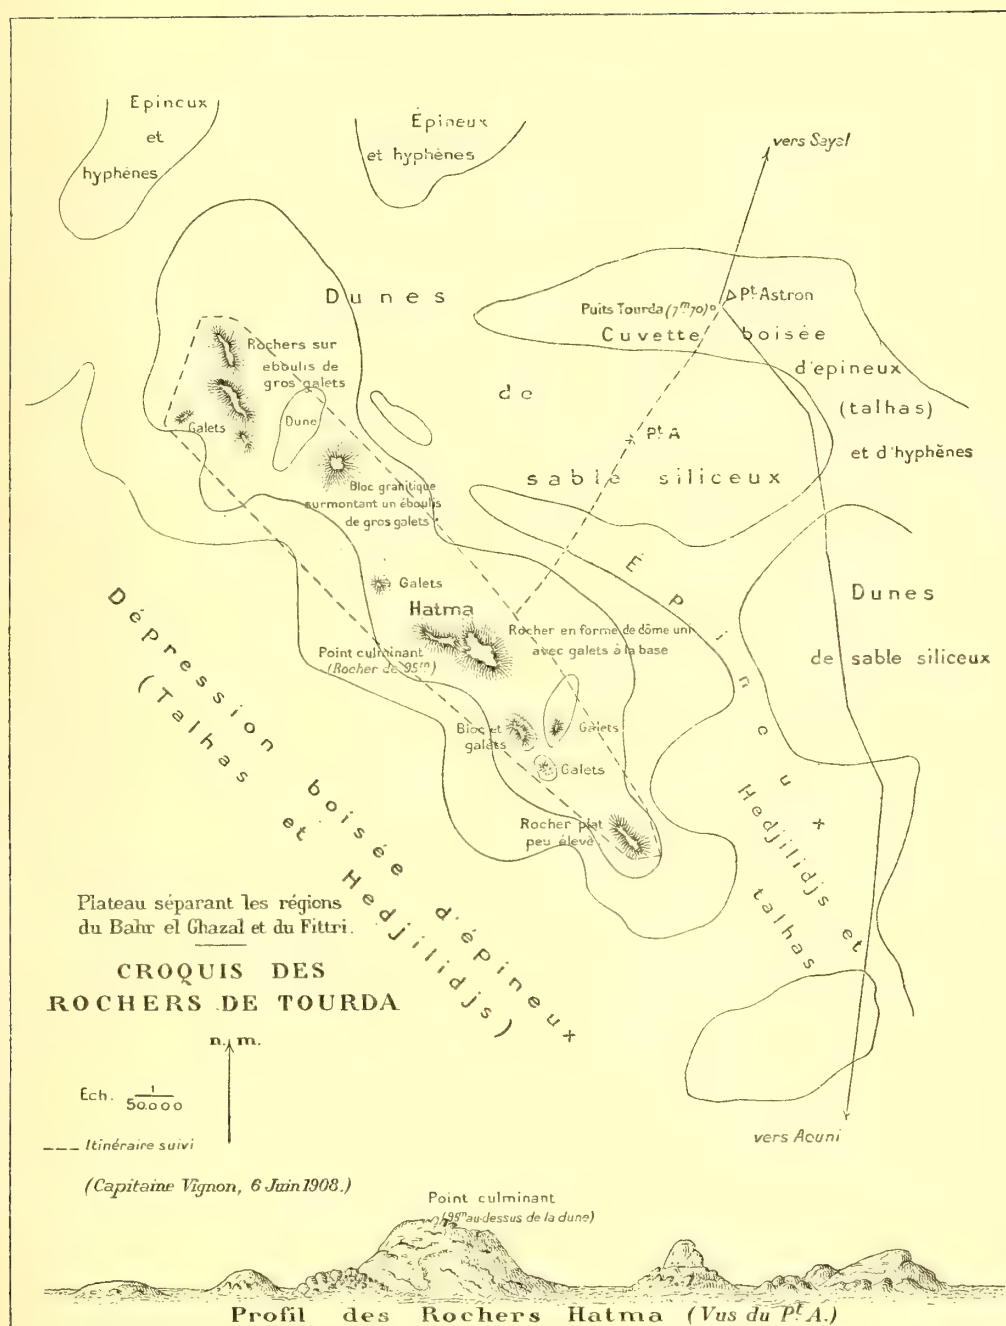 Epineux
et
hyphènes
Épineux
et hyphènes
vers Sayal
Dunes
Pt Astron
Puits Tourda (7m70)
Cuvette boisée
d'epineux
(talhas)
et d'hyphènes
Rochers sur
eboulis de
gros galets
de
Galets
Dune
Pt A
sable siliceux
Bloc granitique
surmontant un éboulis
de gros galets
Épineux
Galets
Hatma
Dunes
de sable siliceux
Rocher en forme de dôme uni
avec galets à la base
Point culminant
(Rocher de 95m)
Dépression boisée d'épineux
(Talhas et Hedjilidjs)
Bloc et
galets
Galets
Galets
Hedjilidjs et
talhas
Rocher plat
peu élevé
Plateau séparant les régions
du Bahr el Ghazal et du Fittri.
CROQUIS DES
ROCHERS DE TOURDA
n. m.
Ech. 1/50.000
Itinéraire suivi
vers Aouni
(Capitaine Vignon, 6 Juin 1908.)
Point culminant
(95m au-dessus de la dune)
Profil des Rochers Hatma (Vus du Pt A.)